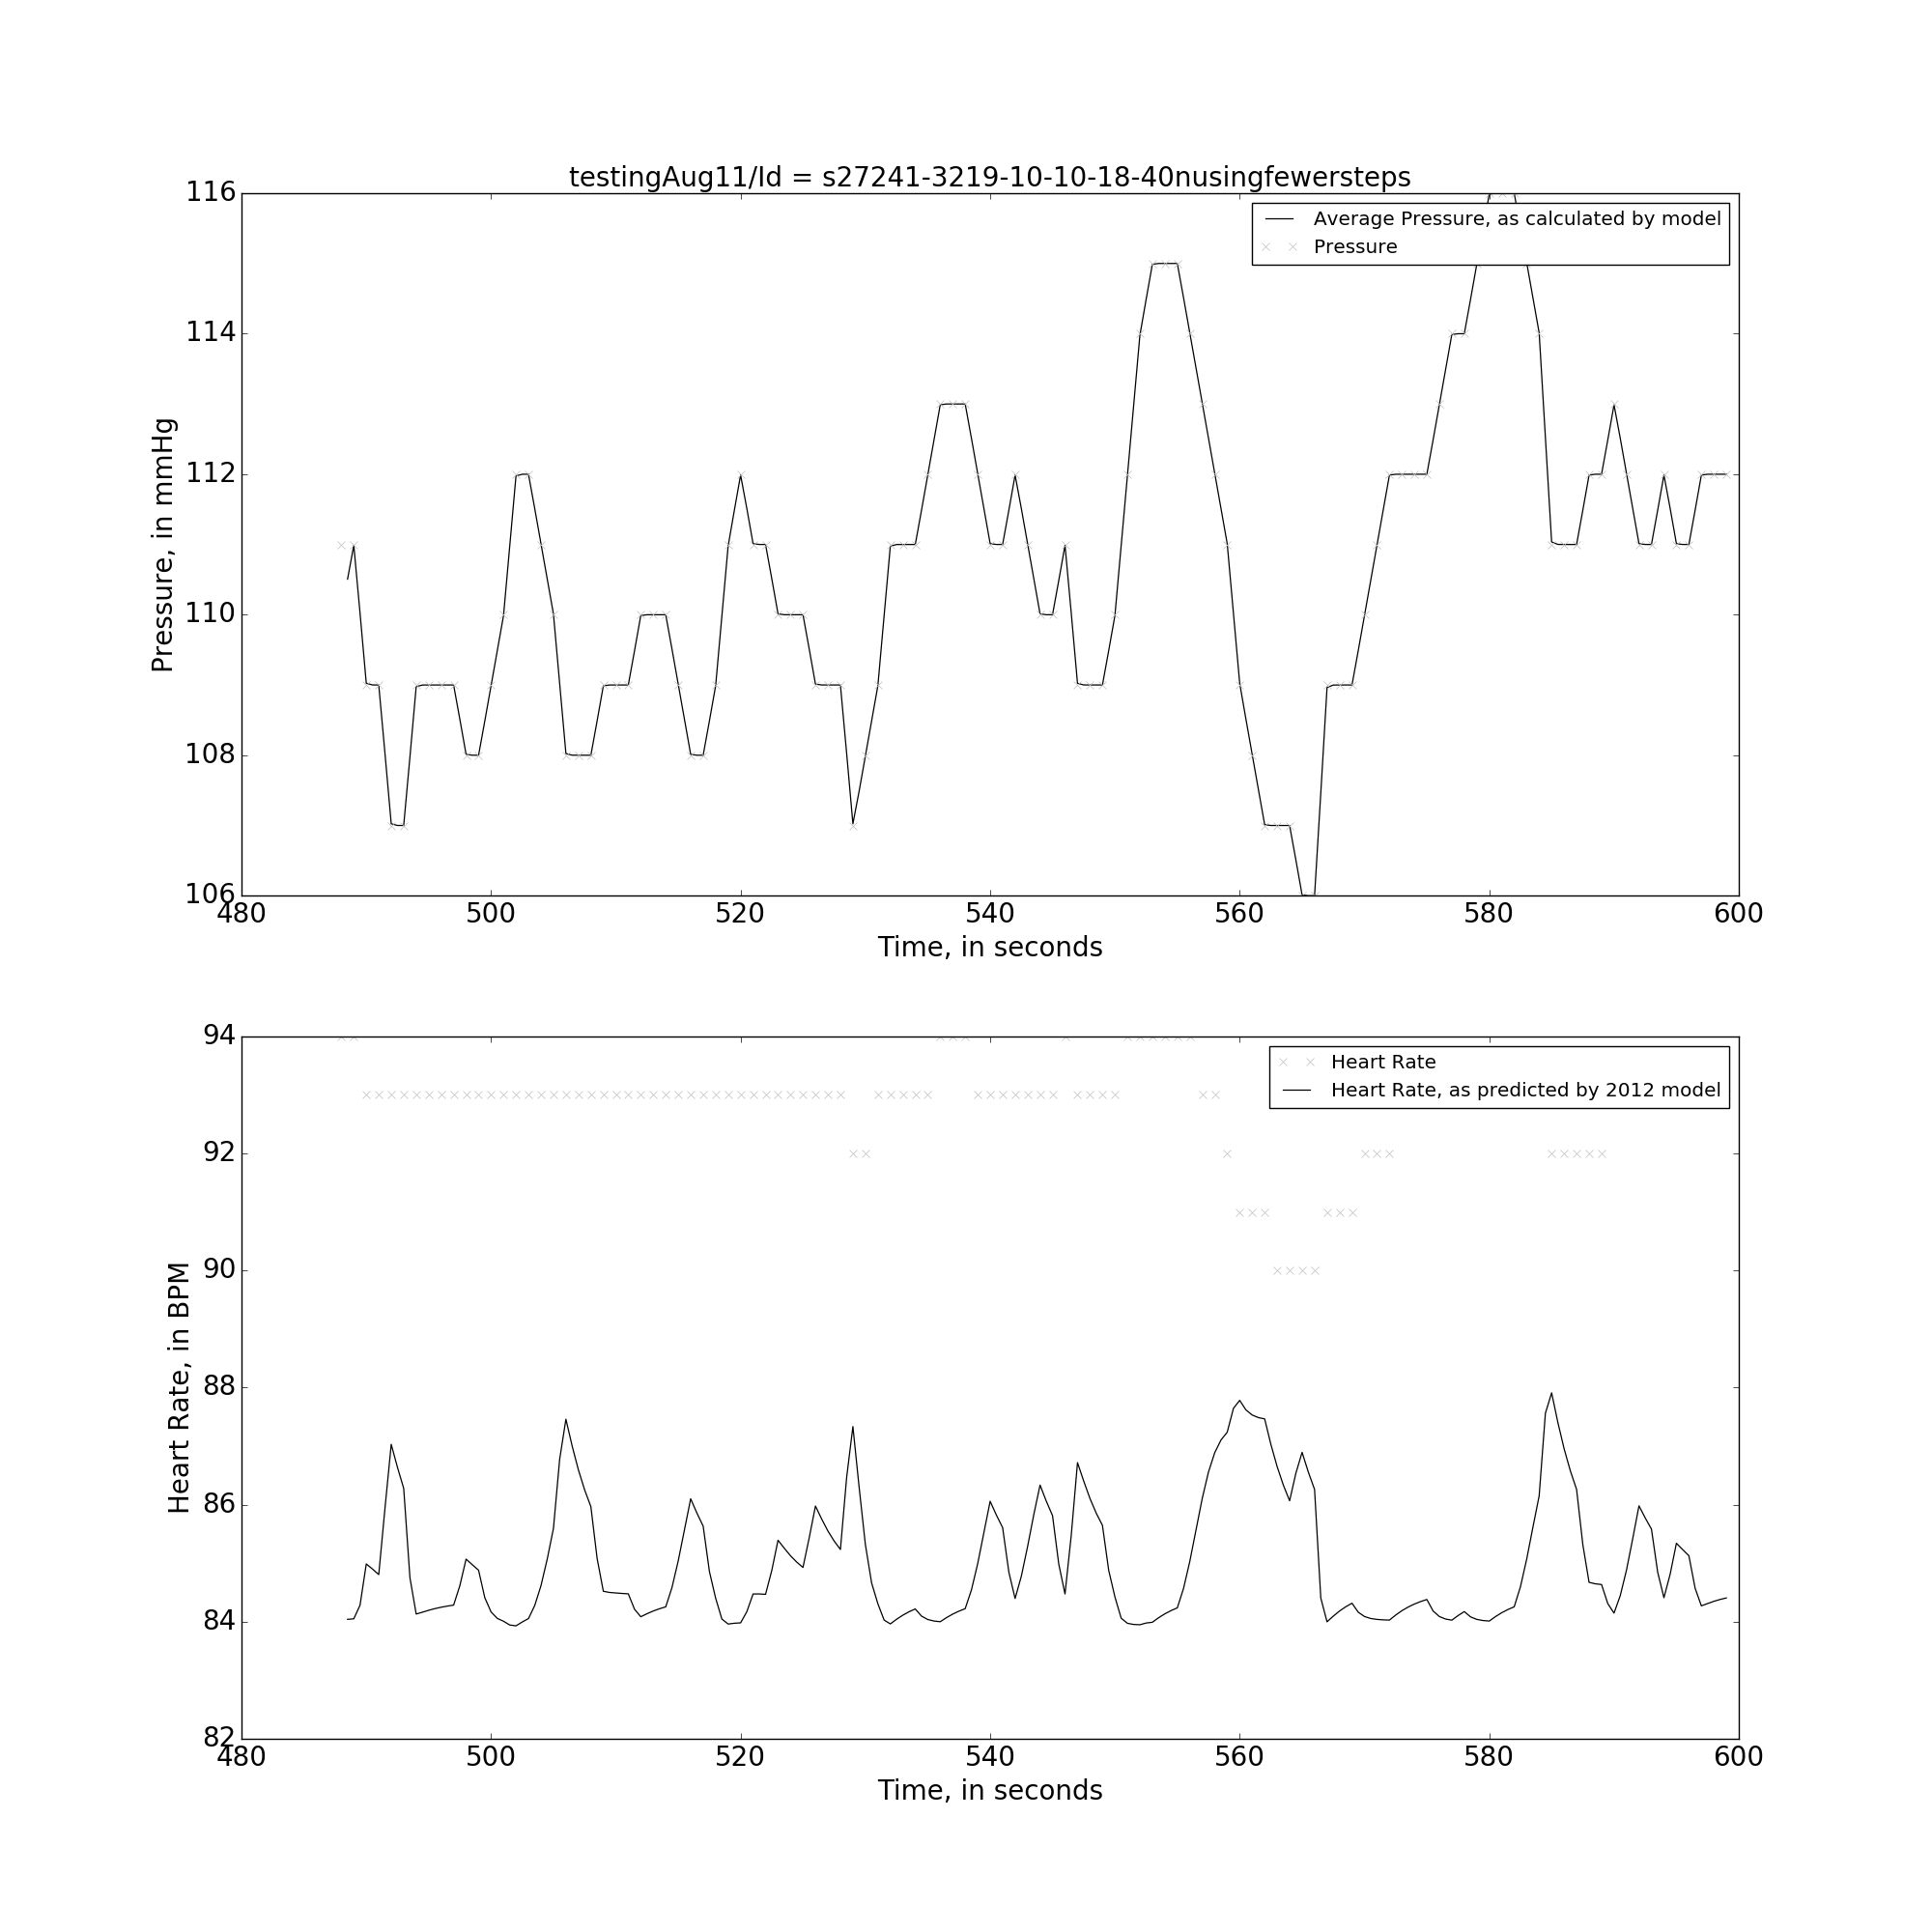 testingAug11/Id = s27241-3219-10-10-18-40nusingfewersteps
116
114
112
110
108
106
Pressure, in mmHg
Average Pressure, as calculated by model
Pressure
480 500 520 540 560 580 600
Time, in seconds
94
92
90
88
86
84
82
Heart Rate, in BPM
Heart Rate
Heart Rate, as predicted by 2012 model
480 500 520 540 560 580 600
Time, in seconds